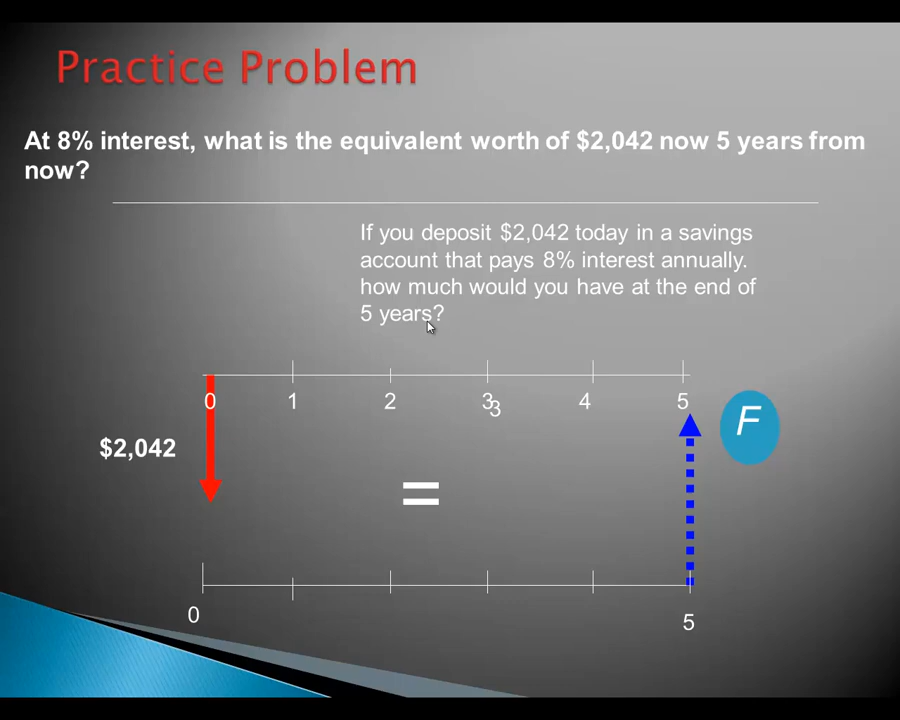 Practice Problem
At 8% interest, what is the equivalent worth of $2,042 now 5 years from
now?
If you deposit $2,042 today in a savings
account that pays 8% interest annually.
how much would you have at the end of
5 years?
0 1 2 3 3 4 5
F
$2,042
=
0 5